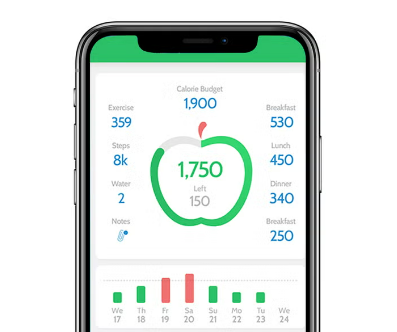 Calorie Budget
1,900
Exercise
359
Breakfast
530
Steps
8k
1,750
Left
150
Lunch
450
Water
2
Dinner
340
Notes
Breakfast
250
We Th Fr Sa Su Mo Tu We
17 18 19 20 21 22 23 24